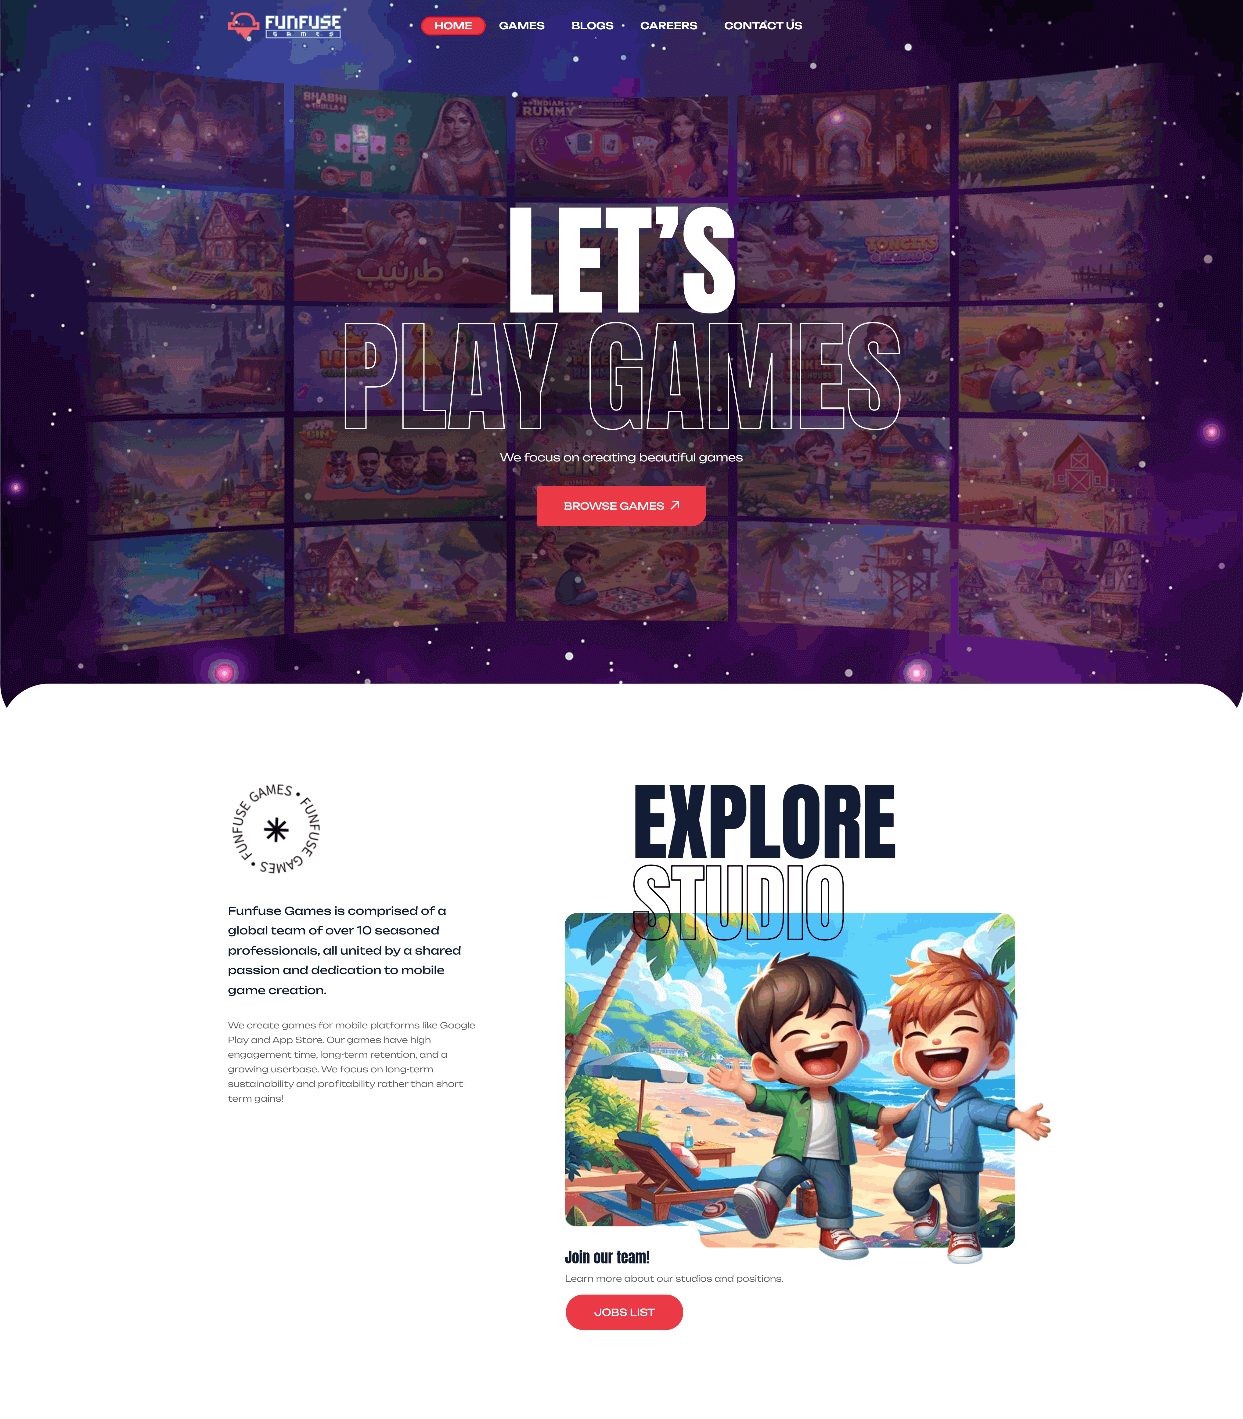 FUNFUSE
GAMES
HOME
GAMES
BLOGS
CAREERS
CONTACT US
BHABHI
THULLA
INDIAN
RUMMY
طرنيب
TONGITS
LUDO
POKER
GIN
GIN
LET'S
PLAY GAMES
We focus on creating beautiful games
BROWSE GAMES
FUNFUSE GAMES • FUNFUSE GAMES •
Funfuse Games is comprised of a
global team of over 10 seasoned
professionals, all united by a shared
passion and dedication to mobile
game creation.
We create games for mobile platforms like Google
Play and App Store. Our games have high
engagement time, long-term retention, and a
growing userbase. We focus on long-term
sustainability and profitability rather than short
term gains!
EXPLORE
STUDIO
Join our team!
Learn more about our studios and positions.
JOBS LIST